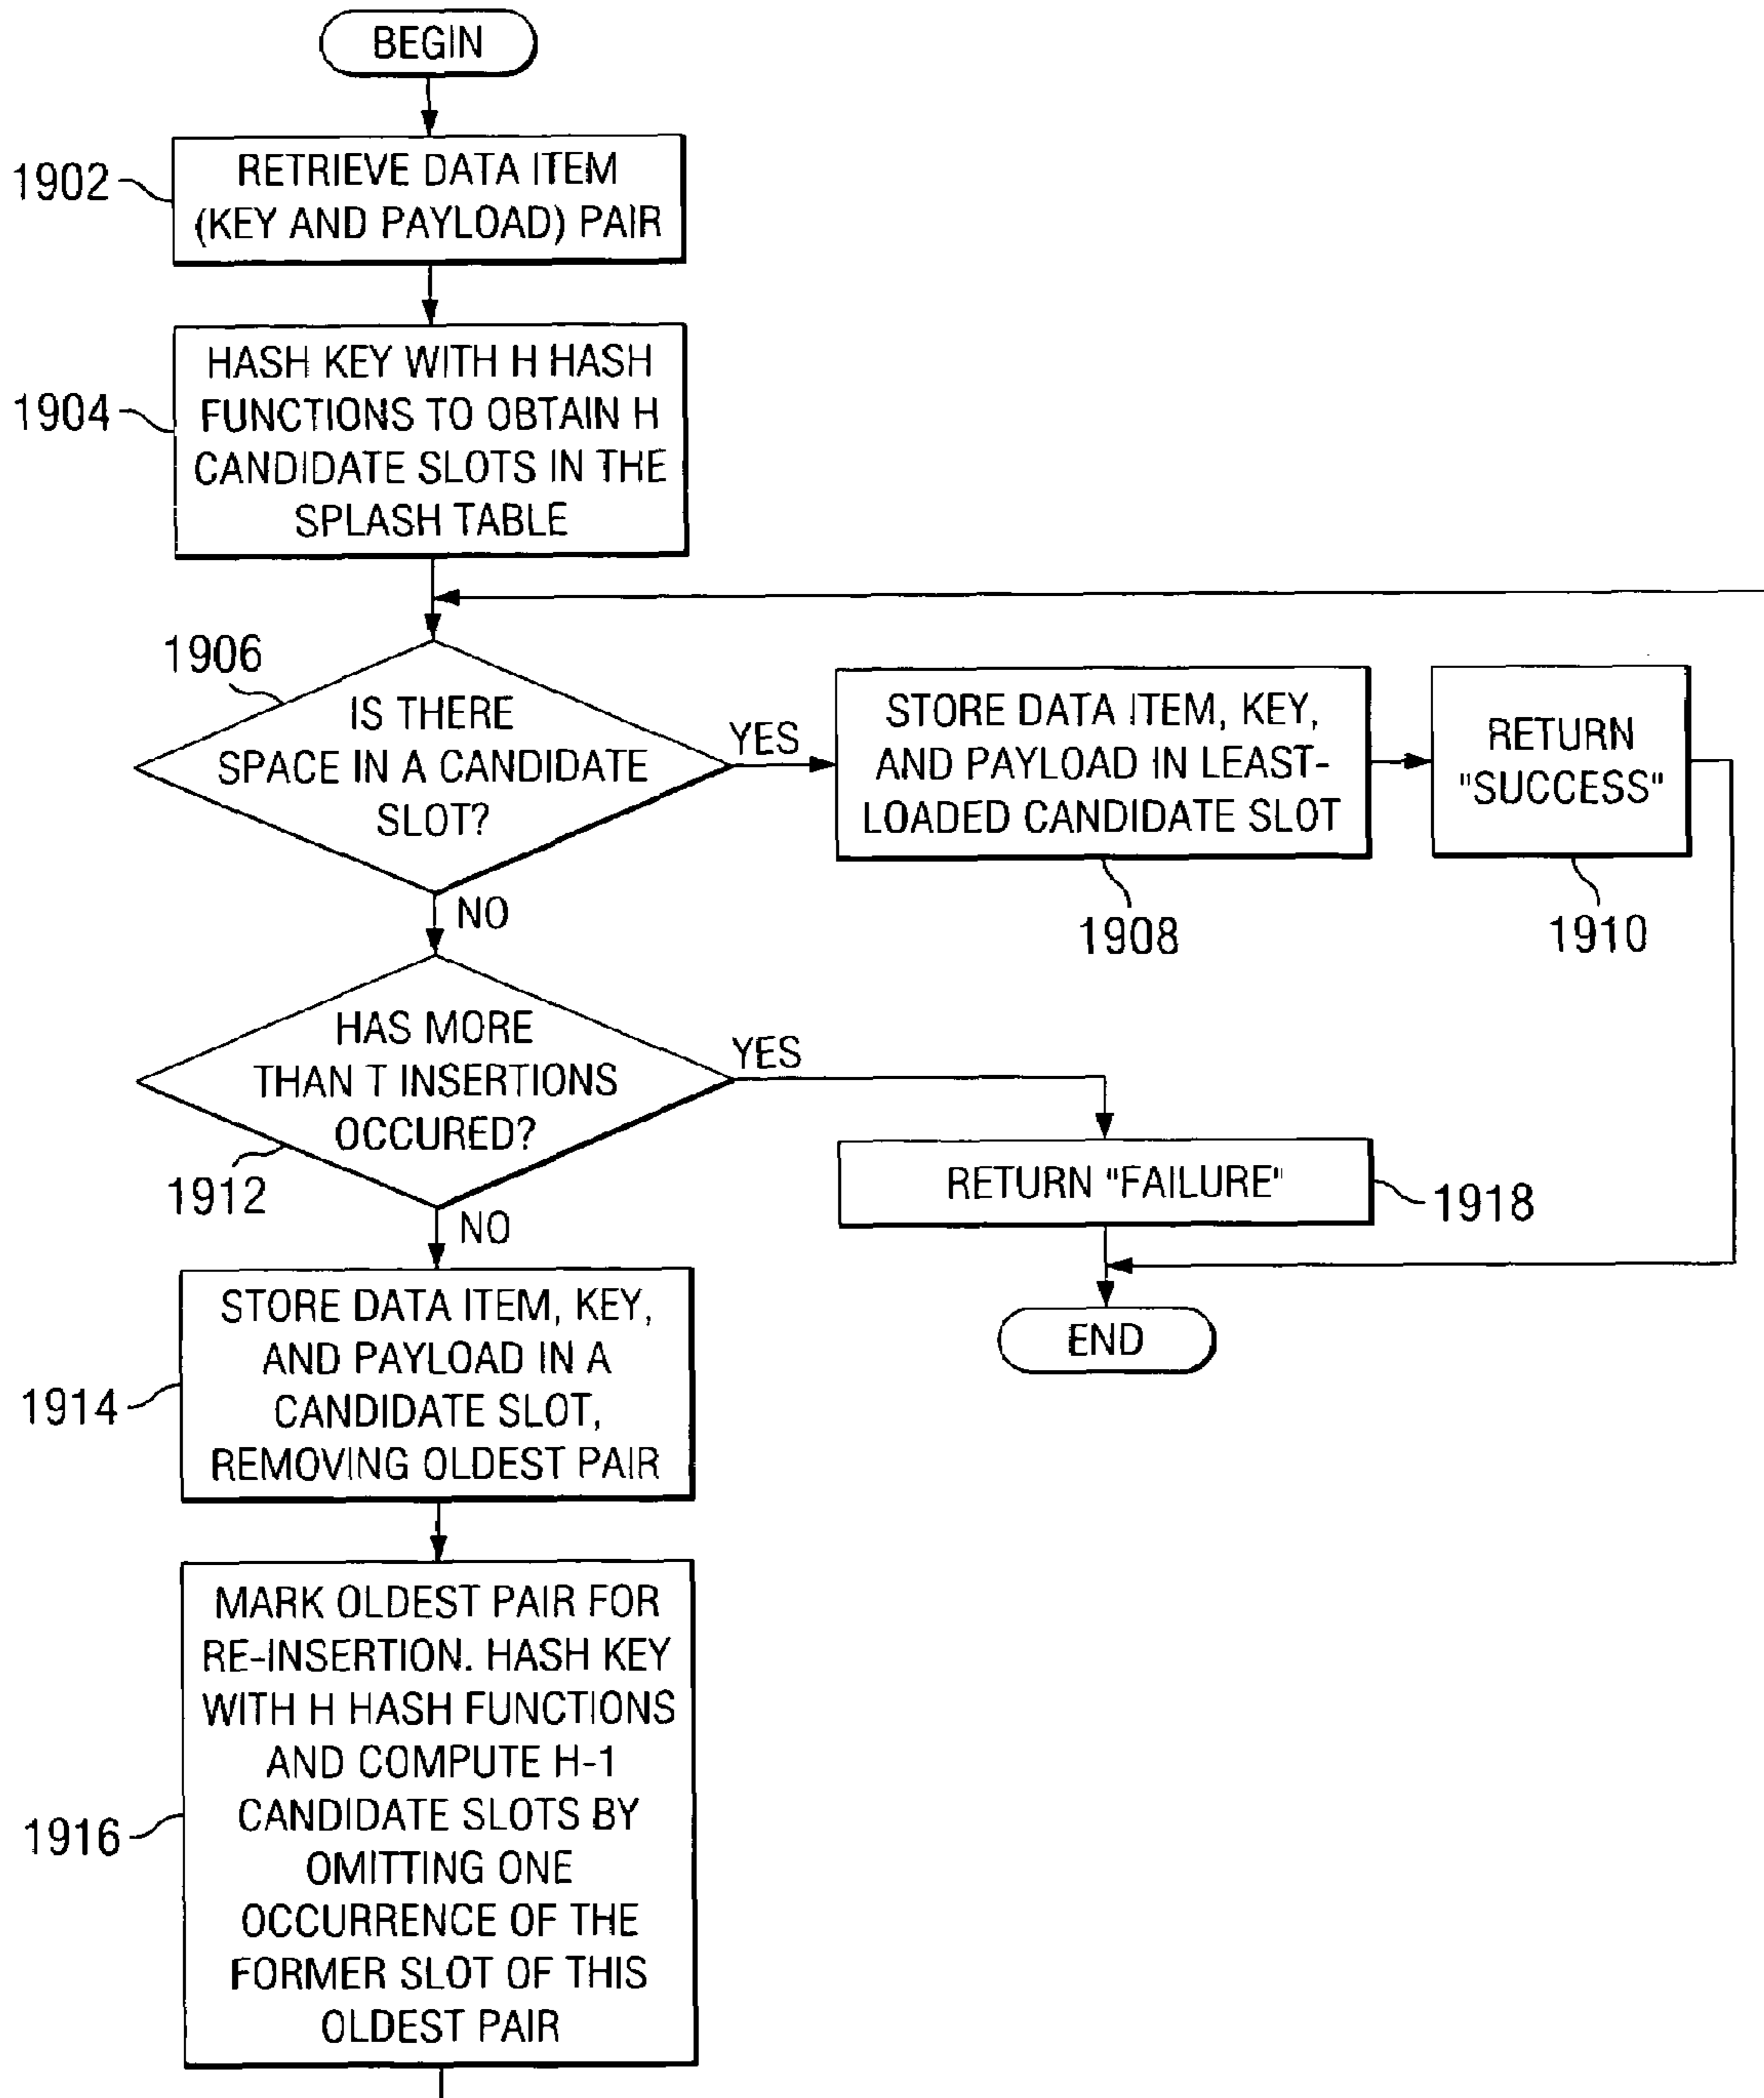 BEGIN
1902
RETRIEVE DATA ITEM
(KEY AND PAYLOAD) PAIR
1904
HASH KEY WITH H HASH
FUNCTIONS TO OBTAIN H
CANDIDATE SLOTS IN THE
SPLASH TABLE
1906
IS THERE
SPACE IN A CANDIDATE
SLOT?
YES
STORE DATA ITEM, KEY,
AND PAYLOAD IN LEAST-
LOADED CANDIDATE SLOT
1908
RETURN
"SUCCESS"
1910
NO
HAS MORE
THAN T INSERTIONS
OCCURED?
1912
YES
RETURN "FAILURE"
1918
END
NO
STORE DATA ITEM, KEY,
AND PAYLOAD IN A
CANDIDATE SLOT,
REMOVING OLDEST PAIR
1914
MARK OLDEST PAIR FOR
RE-INSERTION. HASH KEY
WITH H HASH FUNCTIONS
AND COMPUTE H-1
CANDIDATE SLOTS BY
OMITTING ONE
OCCURRENCE OF THE
FORMER SLOT OF THIS
OLDEST PAIR
1916